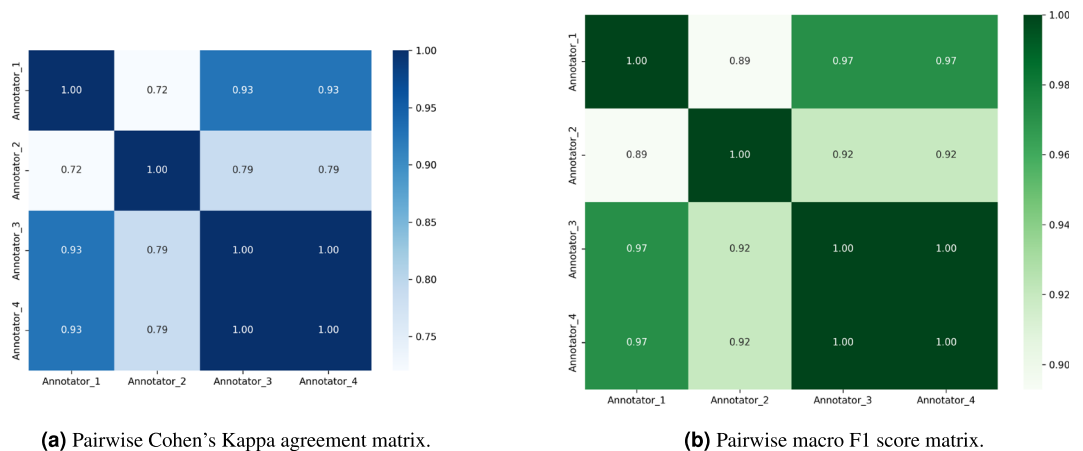 1.00
Annotator_1
1.00 0.72 0.93 0.93
0.95
Annotator_2
0.72 1.00 0.79 0.79
0.90
Annotator_3
0.93 0.79 1.00 1.00
0.85
0.80
Annotator_4
0.93 0.79 1.00 1.00
0.75
Annotator_1 Annotator_2 Annotator_3 Annotator_4
(a) Pairwise Cohen's Kappa agreement matrix.
1.00
Annotator_1
1.00 0.89 0.97 0.97
0.98
Annotator_2
0.89 1.00 0.92 0.92
0.96
Annotator_3
0.97 0.92 1.00 1.00
0.94
0.92
Annotator_4
0.97 0.92 1.00 1.00
0.90
Annotator_1 Annotator_2 Annotator_3 Annotator_4
(b) Pairwise macro F1 score matrix.